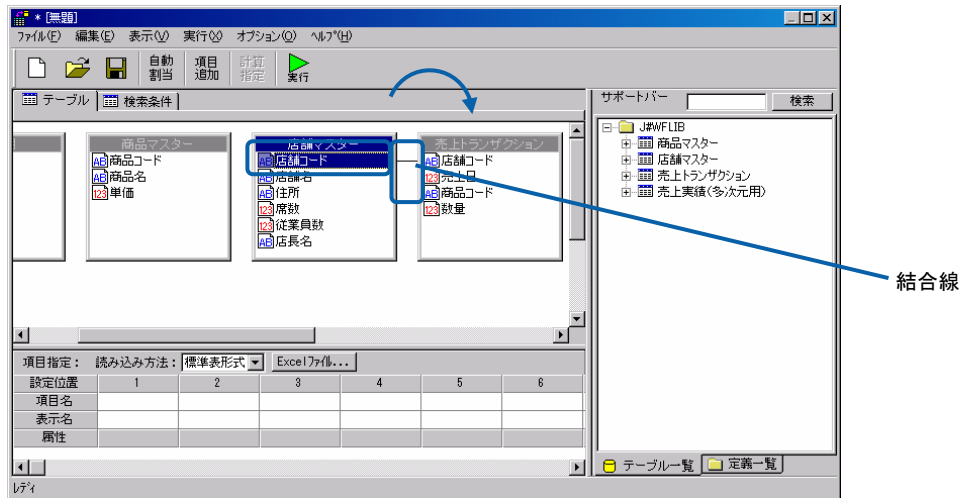 * [無題]
ファイル(F) 編集(E) 表示(V) 実行(X) オプション(O) ヘルプ(H)
自動割当 項目追加 計算指定 実行
テーブル 検索条件
サポートバー 検索
商品マスター
商品コード
商品名
単価
店舗マスター
店舗コード
店舗名
住所
席数
従業員数
店長名
売上トランザクション
店舗コード
売上日
商品コード
数量
J#WFLIB
商品マスター
店舗マスター
売上トランザクション
売上実績(多次元用)
結合線
項目指定： 読み込み方法： 標準表形式 Excelファイル...
設定位置 1 2 3 4 5 6
項目名
表示名
属性
テーブル一覧 定義一覧
レディ